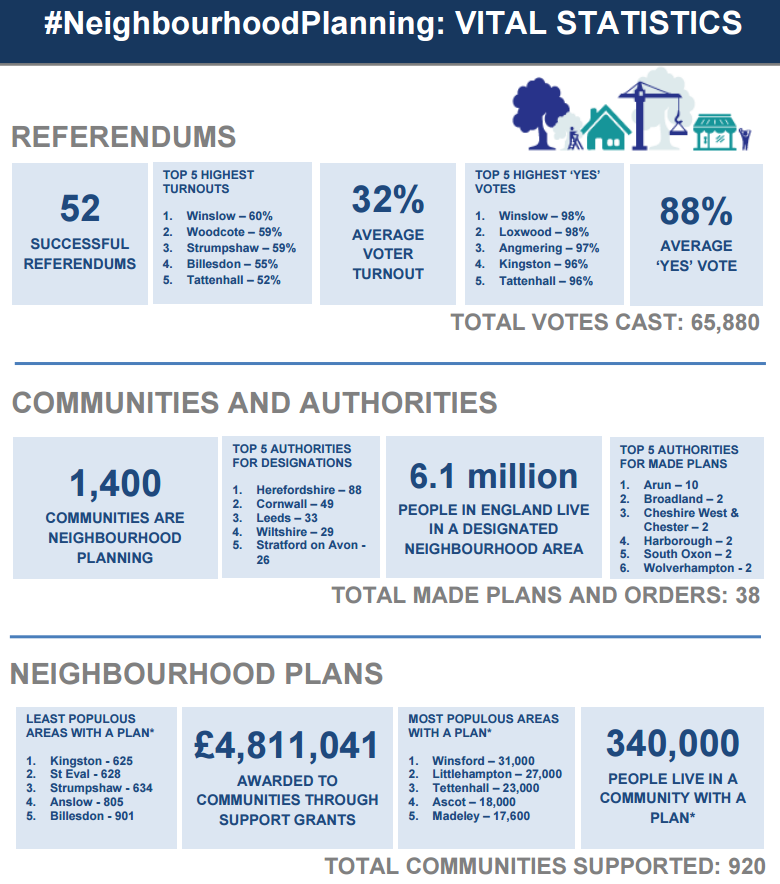 #NeighbourhoodPlanning: VITAL STATISTICS
REFERENDUMS
52
SUCCESSFUL
REFERENDUMS
TOP 5 HIGHEST
TURNOUTS
1. Winslow – 60%
2. Woodcote – 59%
3. Strumpshaw – 59%
4. Billesdon – 55%
5. Tattenhall – 52%
32%
AVERAGE
VOTER
TURNOUT
TOP 5 HIGHEST ‘YES’
VOTES
1. Winslow – 98%
2. Loxwood – 98%
3. Angmering – 97%
4. Kingston – 96%
5. Tattenhall – 96%
88%
AVERAGE
‘YES’ VOTE
TOTAL VOTES CAST: 65,880
COMMUNITIES AND AUTHORITIES
1,400
COMMUNITIES ARE
NEIGHBOURHOOD
PLANNING
TOP 5 AUTHORITIES
FOR DESIGNATIONS
1. Herefordshire – 88
2. Cornwall – 49
3. Leeds – 33
4. Wiltshire – 29
5. Stratford on Avon -
26
6.1 million
PEOPLE IN ENGLAND LIVE
IN A DESIGNATED
NEIGHBOURHOOD AREA
TOP 5 AUTHORITIES
FOR MADE PLANS
1. Arun – 10
2. Broadland – 2
3. Cheshire West &
Chester – 2
4. Harborough – 2
5. South Oxon – 2
6. Wolverhampton - 2
TOTAL MADE PLANS AND ORDERS: 38
NEIGHBOURHOOD PLANS
LEAST POPULOUS
AREAS WITH A PLAN*
1. Kingston - 625
2. St Eval - 628
3. Strumpshaw - 634
4. Anslow - 805
5. Billesdon - 901
£4,811,041
AWARDED TO
COMMUNITIES THROUGH
SUPPORT GRANTS
MOST POPULOUS AREAS
WITH A PLAN*
1. Winsford – 31,000
2. Littlehampton – 27,000
3. Tettenhall – 23,000
4. Ascot – 18,000
5. Madeley – 17,600
340,000
PEOPLE LIVE IN A
COMMUNITY WITH A
PLAN*
TOTAL COMMUNITIES SUPPORTED: 920